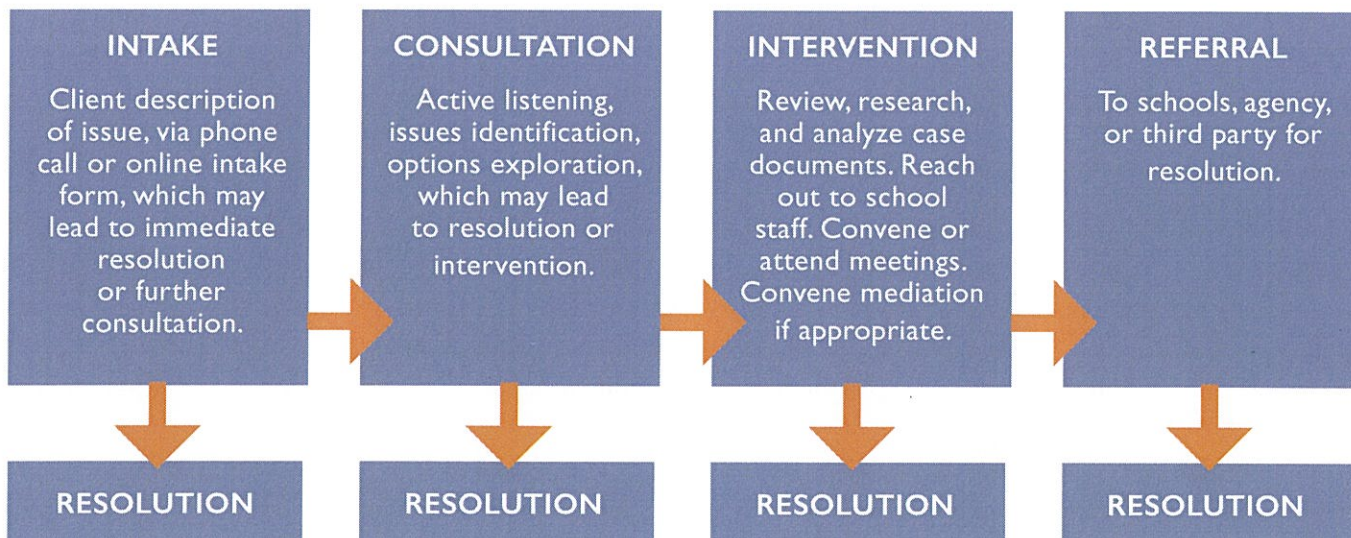 INTAKE
Client description
of issue, via phone
call or online intake
form, which may
lead to immediate
resolution
or further
consultation.
CONSULTATION
Active listening,
issues identification,
options exploration,
which may lead
to resolution or
intervention.
INTERVENTION
Review, research,
and analyze case
documents. Reach
out to school
staff. Convene or
attend meetings.
Convene mediation
if appropriate.
REFERRAL
To schools, agency,
or third party for
resolution.
RESOLUTION
RESOLUTION
RESOLUTION
RESOLUTION